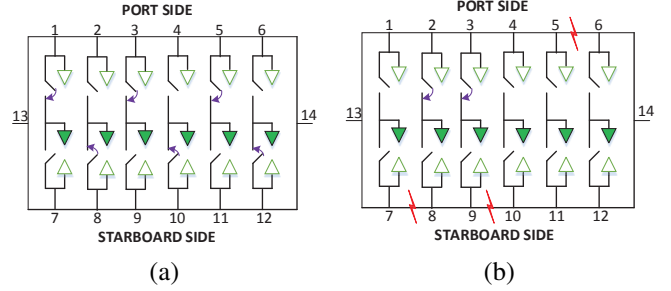 PORT SIDE
1 2 3 4 5 6
13 14
7 8 9 10 11 12
STARBOARD SIDE
(a)
PORT SIDE
1 2 3 4 5 6
13 14
7 8 9 10 11 12
STARBOARD SIDE
(b)